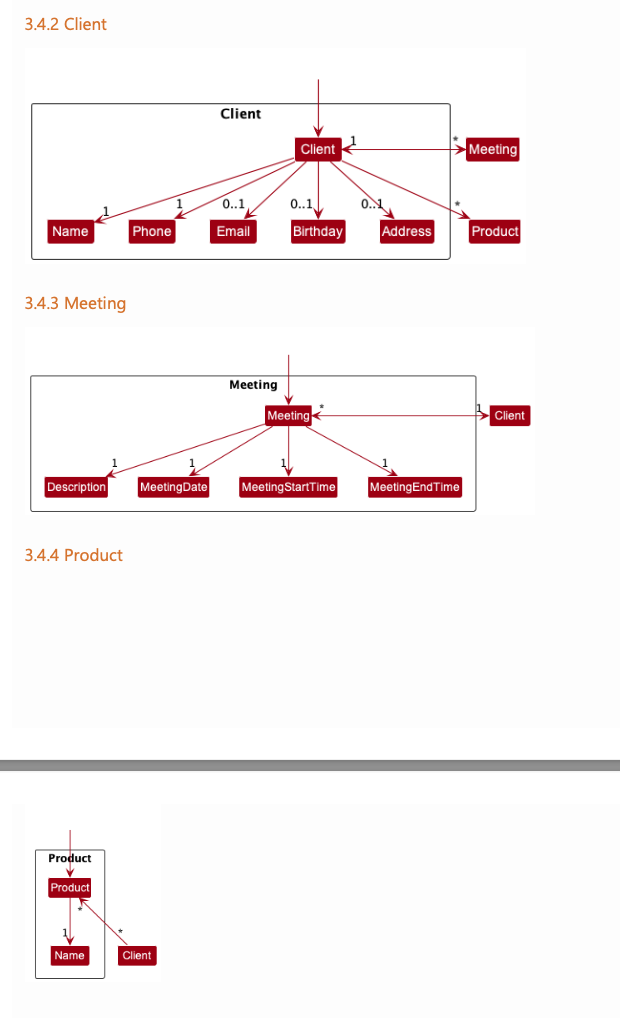 3.4.2 Client
Client
Client 1 * Meeting
1 1 0..1 0..1 0..1 *
Name Phone Email Birthday Address Product
3.4.3 Meeting
Meeting
Meeting * 1 Client
1 1 1 1
Description MeetingDate MeetingStartTime MeetingEndTime
3.4.4 Product
Product
Product
*
1 *
Name Client